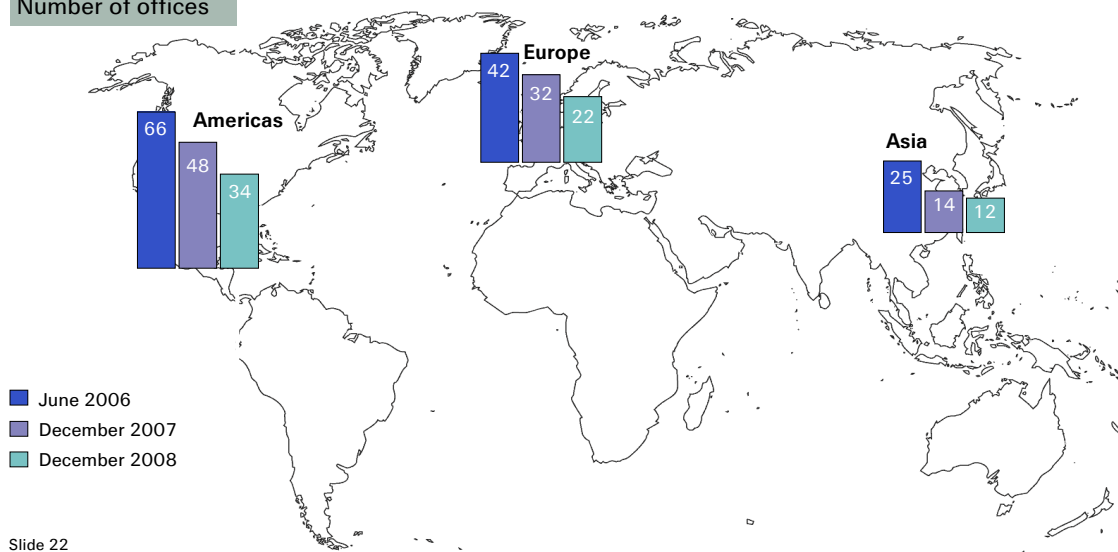 Number of offices
Europe
42
32
22
Americas
66
48
34
Asia
25
14
12
June 2006
December 2007
December 2008
Slide 22